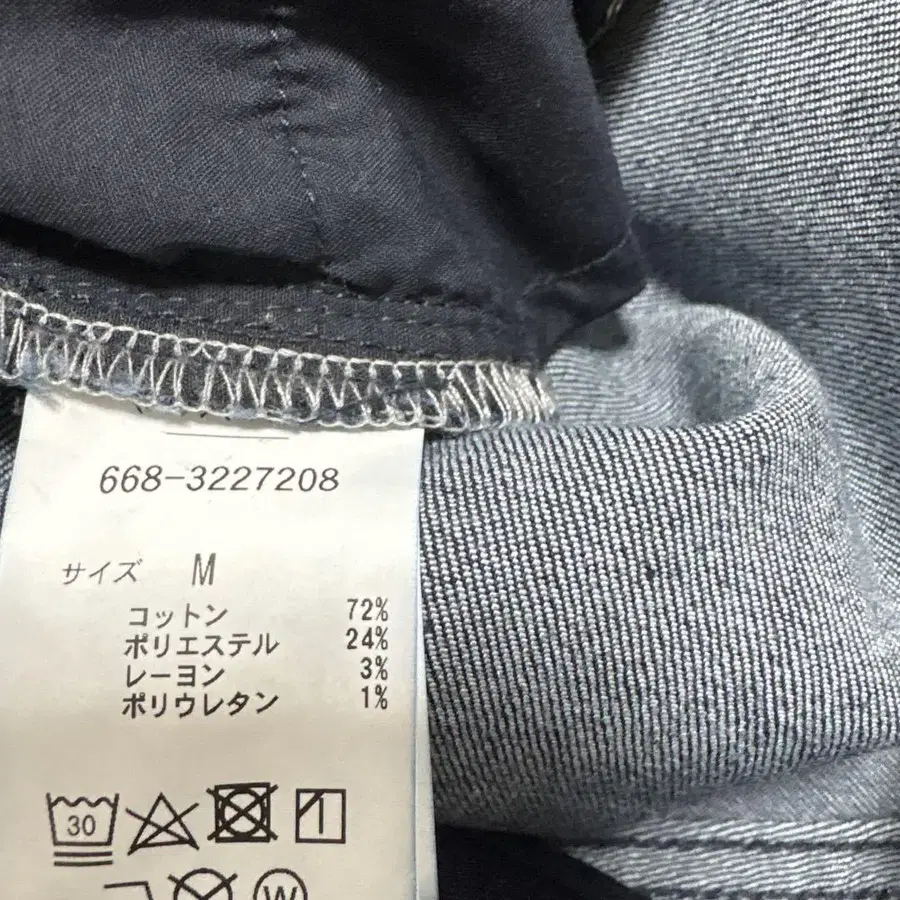 668-3227208
サイズ M
コットン 72%
ポリエステル 24%
レーヨン 3%
ポリウレタン 1%
30
W